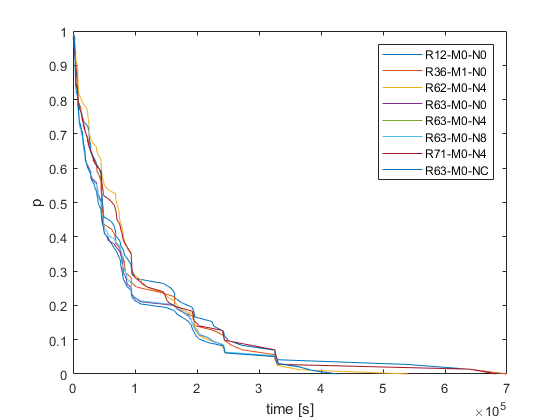 1
0.9
0.8
0.7
0.6
0.5
0.4
0.3
0.2
0.1
0
p
R12-M0-N0
R36-M1-N0
R62-M0-N4
R63-M0-N0
R63-M0-N4
R63-M0-N8
R71-M0-N4
R63-M0-NC
0 1 2 3 4 5 6 7
time [s]
×10^5